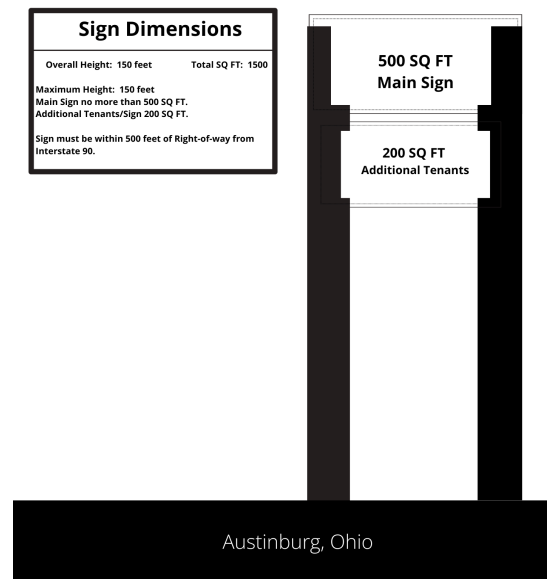 Sign Dimensions
Overall Height: 150 feet Total SQ FT: 1500
Maximum Height: 150 feet
Main Sign no more than 500 SQ FT.
Additional Tenants/Sign 200 SQ FT.
Sign must be within 500 feet of Right-of-way from
Interstate 90.
500 SQ FT
Main Sign
200 SQ FT
Additional Tenants
Austinburg, Ohio